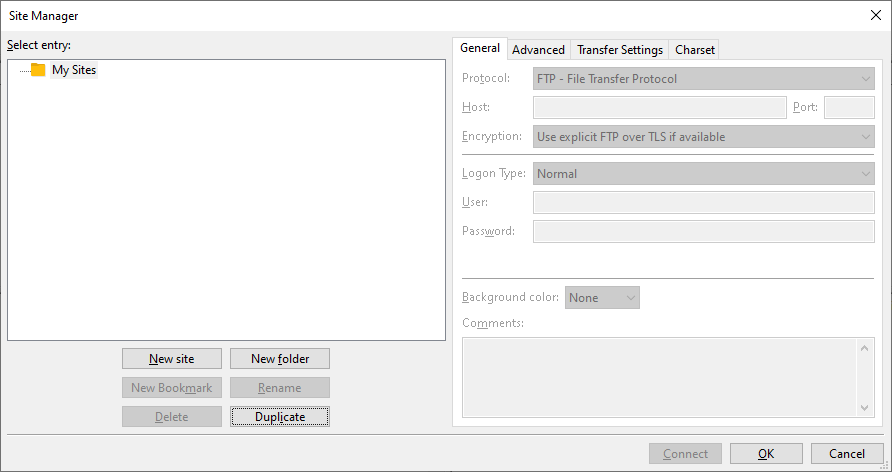 Site Manager
Select entry:
My Sites
New site
New folder
New Bookmark
Rename
Delete
Duplicate
General
Advanced
Transfer Settings
Charset
Protocol:
FTP - File Transfer Protocol
Host:
Port:
Encryption:
Use explicit FTP over TLS if available
Logon Type:
Normal
User:
Password:
Background color:
None
Comments:
Connect
OK
Cancel